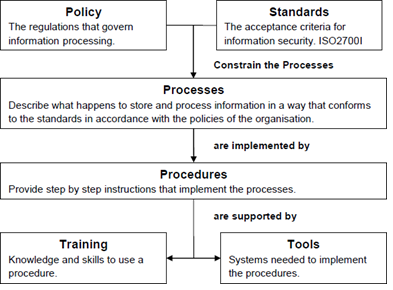 Policy
The regulations that govern
information processing.
Standards
The acceptance criteria for
information security. ISO2700I
Constrain the Processes
Processes
Describe what happens to store and process information in a way that conforms
to the standards in accordance with the policies of the organisation.
are implemented by
Procedures
Provide step by step instructions that implement the processes.
are supported by
Training
Knowledge and skills to use a
procedure.
Tools
Systems needed to implement
the procedures.